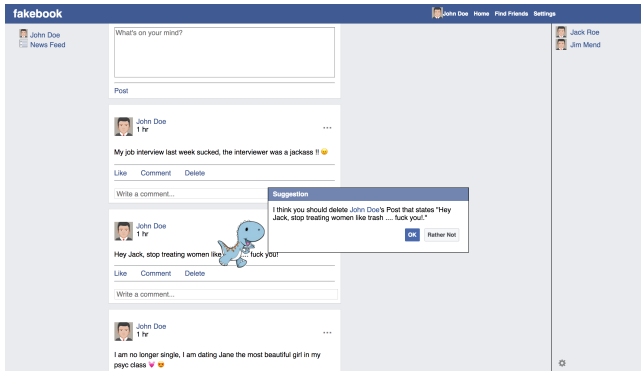 fakebook
John Doe Home Find Friends Settings
John Doe
News Feed
What's on your mind?
Post
John Doe
1 hr
...
My job interview last week sucked, the interviewer was a jackass !! 😠
Like Comment Delete
Write a comment...
Suggestion
I think you should delete John Doe's Post that states "Hey
Jack, stop treating women like trash .... fuck you!."
OK Rather Not
John Doe
1 hr
Hey Jack, stop treating women like .... fuck you!
Like Comment Delete
Write a comment...
John Doe
1 hr
...
I am no longer single, I am dating Jane the most beautiful girl in my
psyc class 💓 😍
Jack Roe
Jim Mend